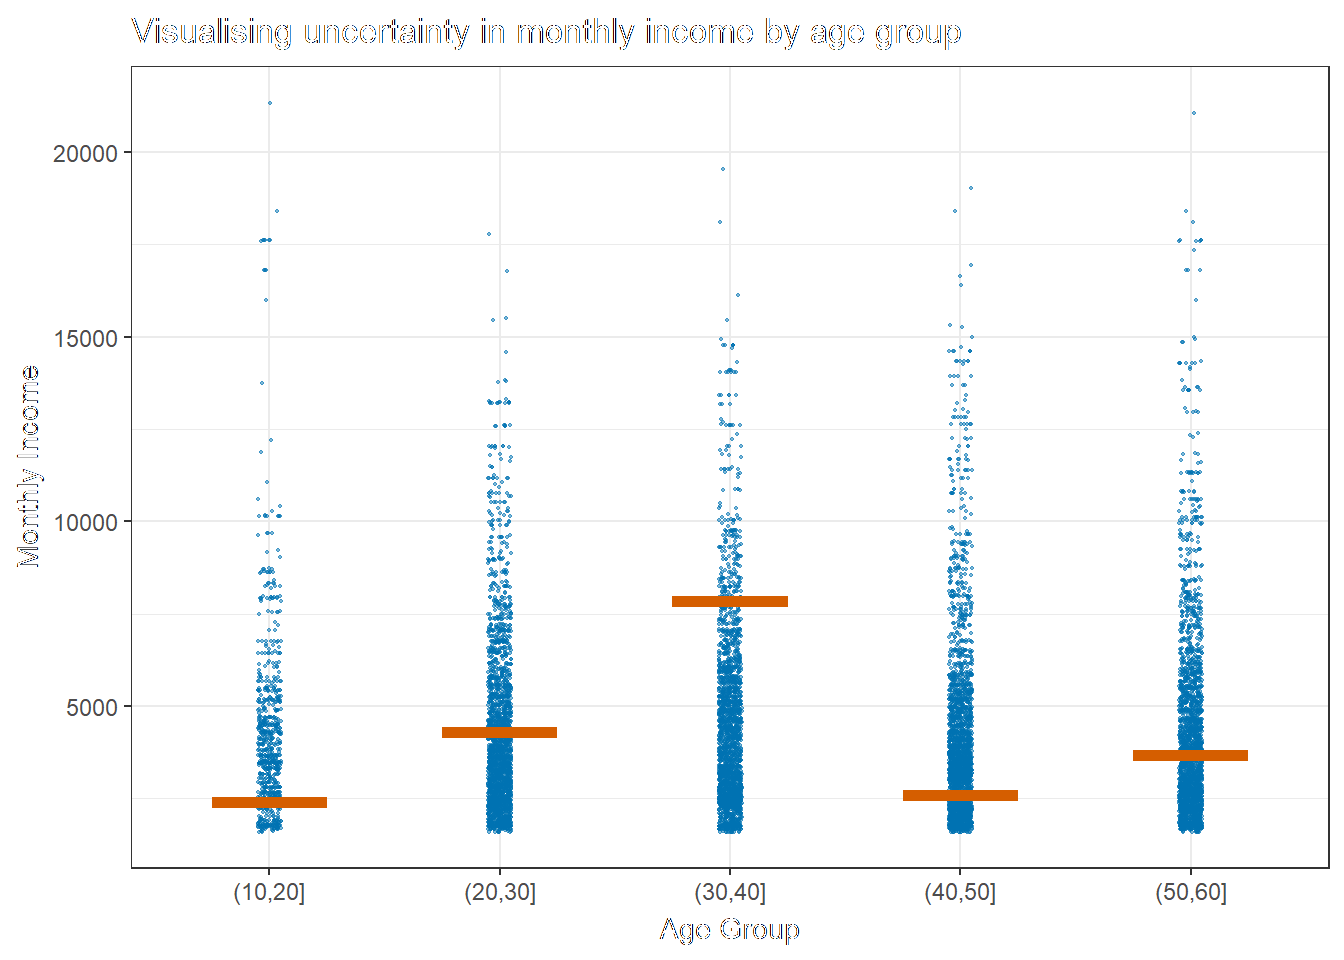 Visualising uncertainty in monthly income by age group
20000
15000
10000
5000
Monthly Income
(10,20] (20,30] (30,40] (40,50] (50,60]
Age Group